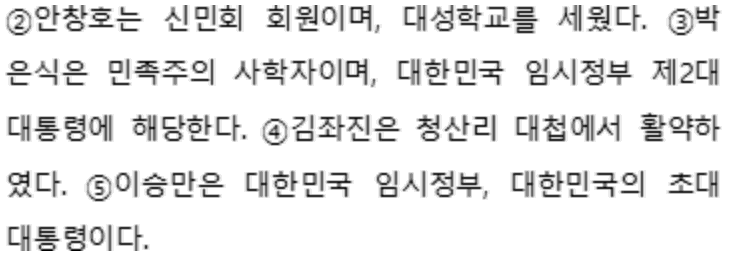 ②안창호는 신민회 회원이며, 대성학교를 세웠다. ③박
은식은 민족주의 사학자이며, 대한민국 임시정부 제2대
대통령에 해당한다. ④김좌진은 청산리 대첩에서 활약하
였다. ⑤이승만은 대한민국 임시정부, 대한민국의 초대
대통령이다.